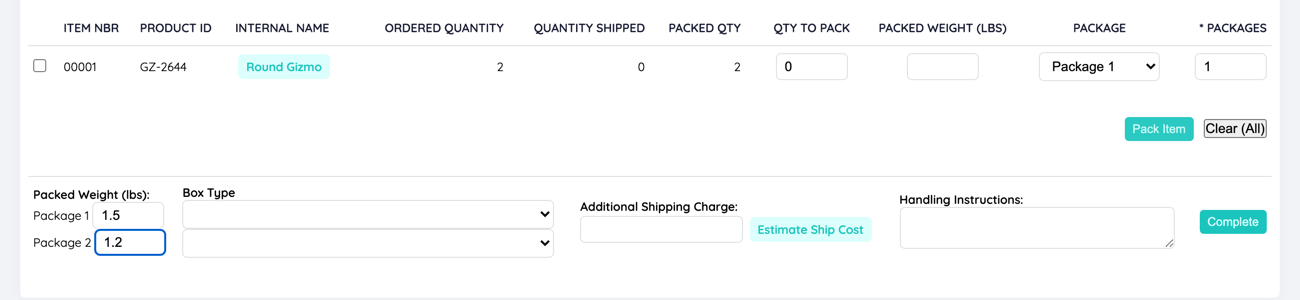 ITEM NBR PRODUCT ID INTERNAL NAME ORDERED QUANTITY QUANTITY SHIPPED PACKED QTY QTY TO PACK PACKED WEIGHT (LBS) PACKAGE * PACKAGES
00001 GZ-2644 Round Gizmo 2 0 2 0 Package 1 1
Pack Item Clear (All)
Packed Weight (lbs): Box Type Additional Shipping Charge: Handling Instructions:
Package 1 1.5
Estimate Ship Cost Complete
Package 2 1.2